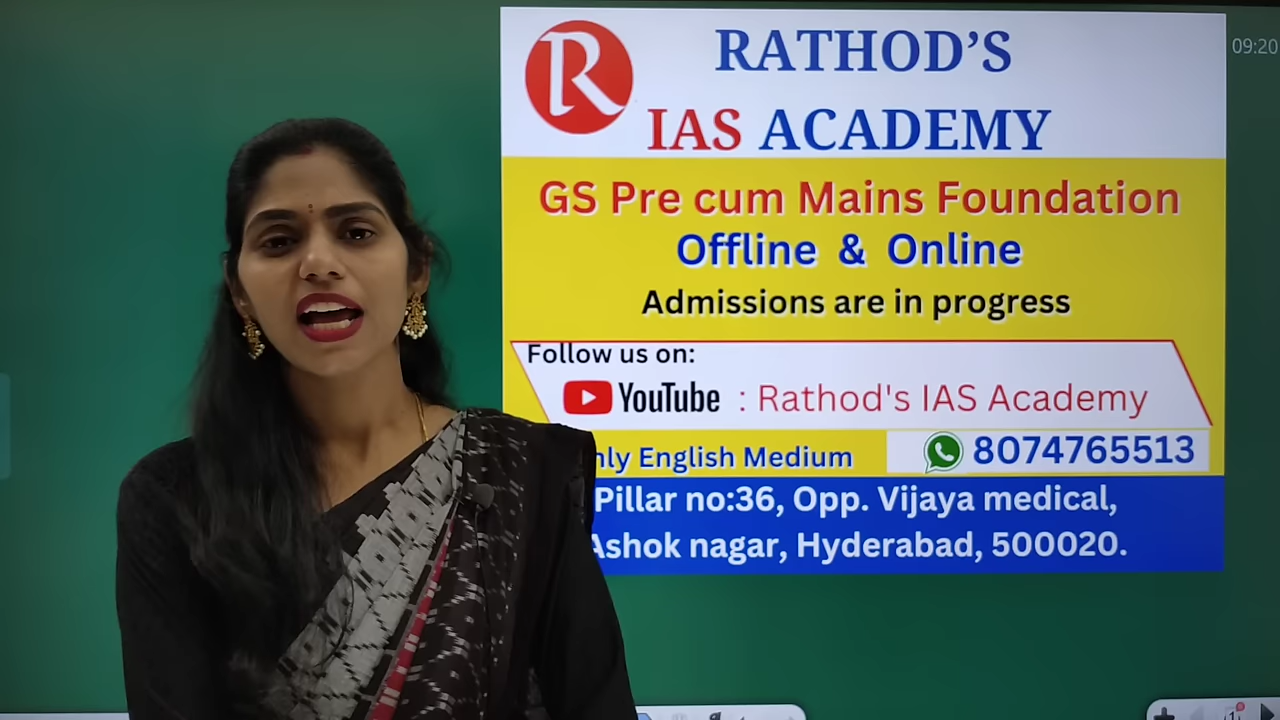 R
RATHOD'S
IAS ACADEMY
09:20
GS Pre cum Mains Foundation
Offline & Online
Admissions are in progress
Follow us on:
YouTube : Rathod's IAS Academy
English Medium
8074765513
Pillar no:36, Opp. Vijaya medical,
Ashok nagar, Hyderabad, 500020.